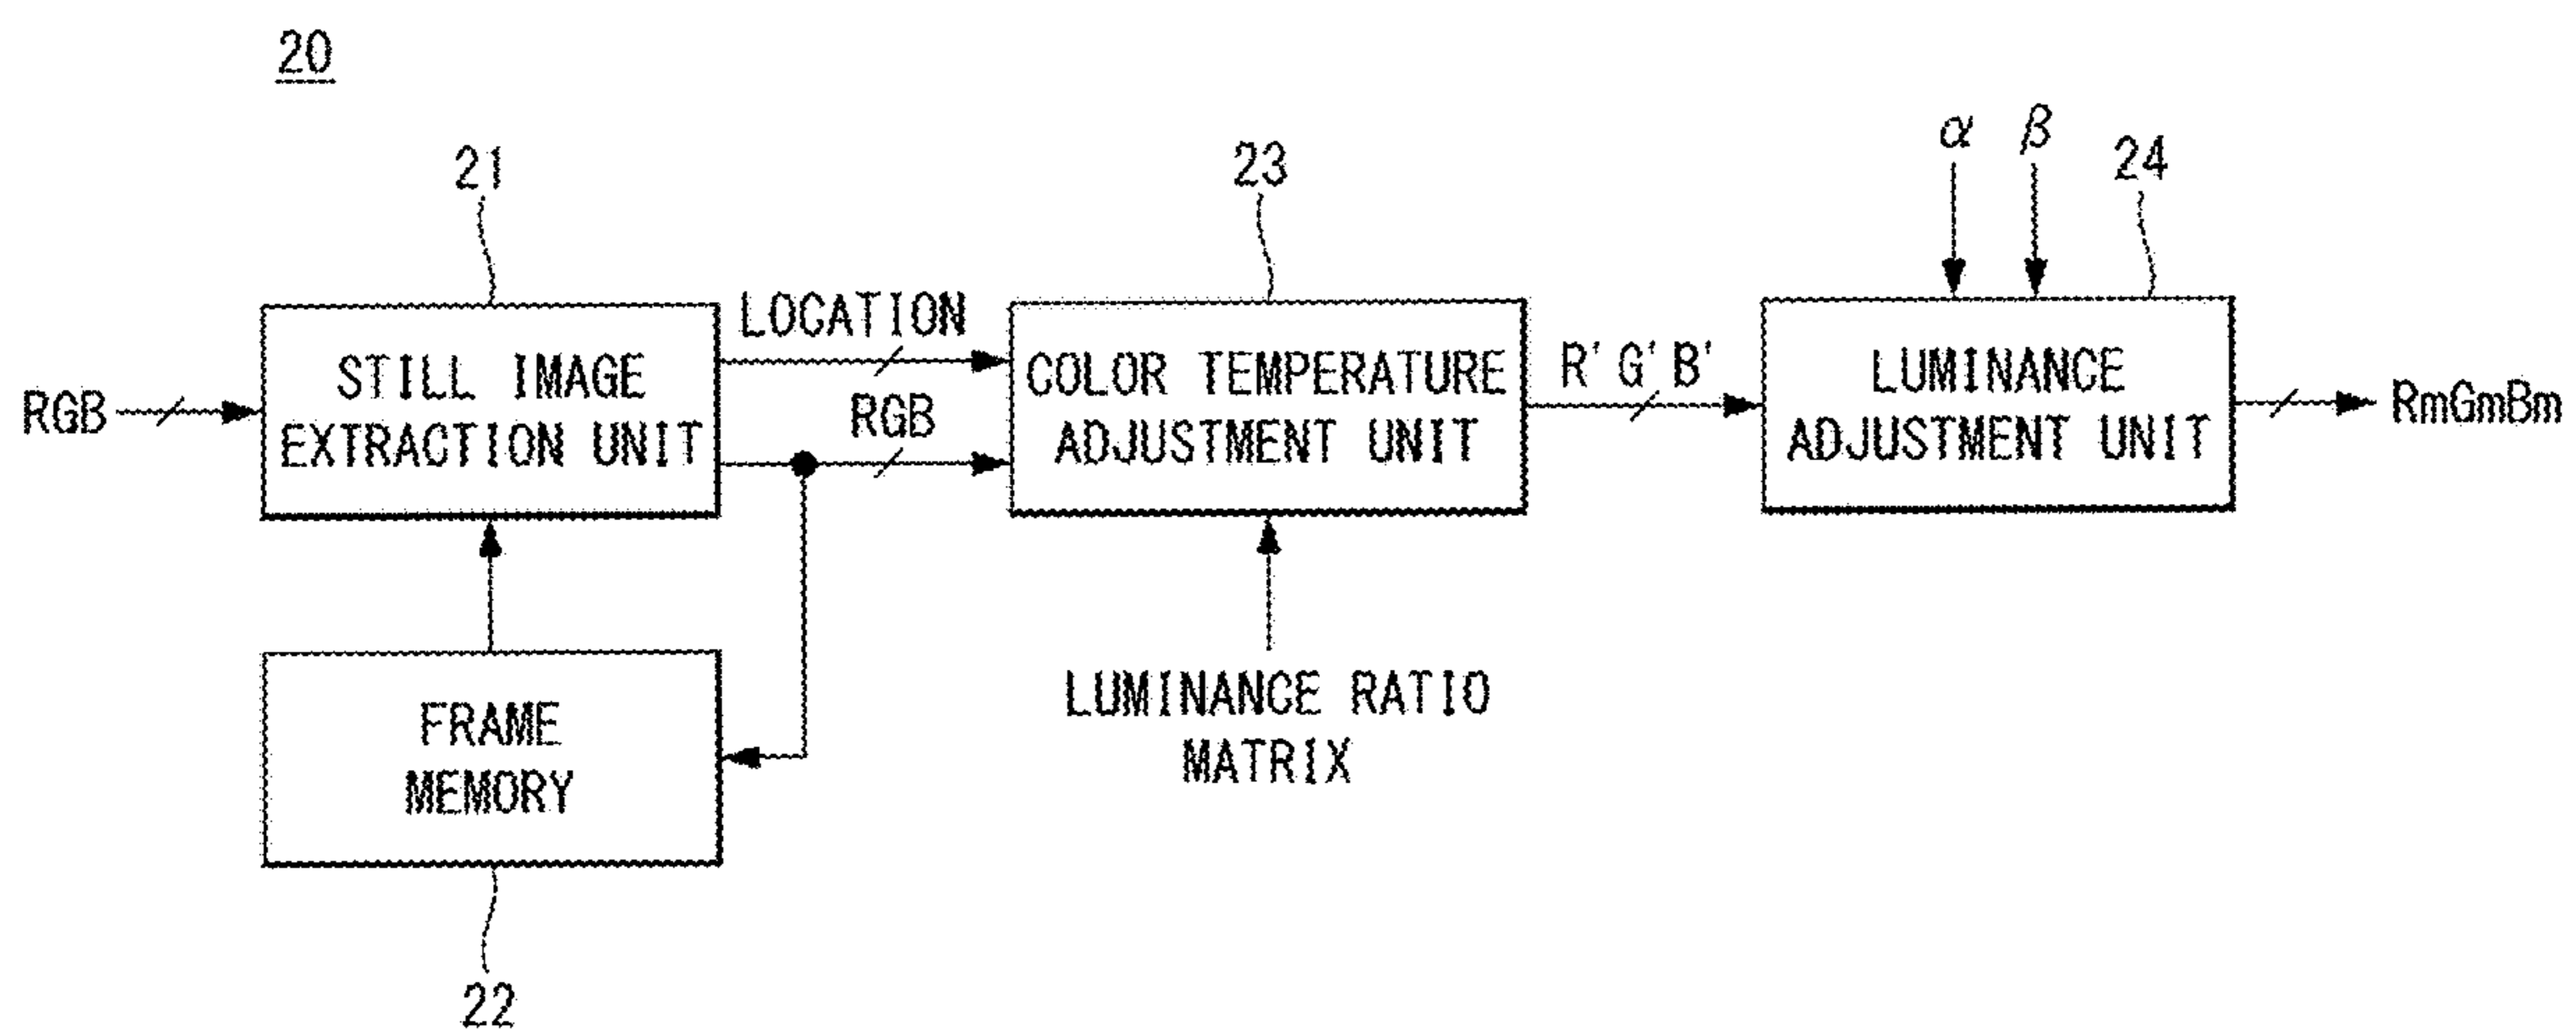 20
21
23
α
β
24
LOCATION
STILL IMAGE
EXTRACTION UNIT
RGB
RGB
COLOR TEMPERATURE
ADJUSTMENT UNIT
R'G'B'
LUMINANCE
ADJUSTMENT UNIT
RmGmBm
FRAME
MEMORY
LUMINANCE RATIO
MATRIX
22